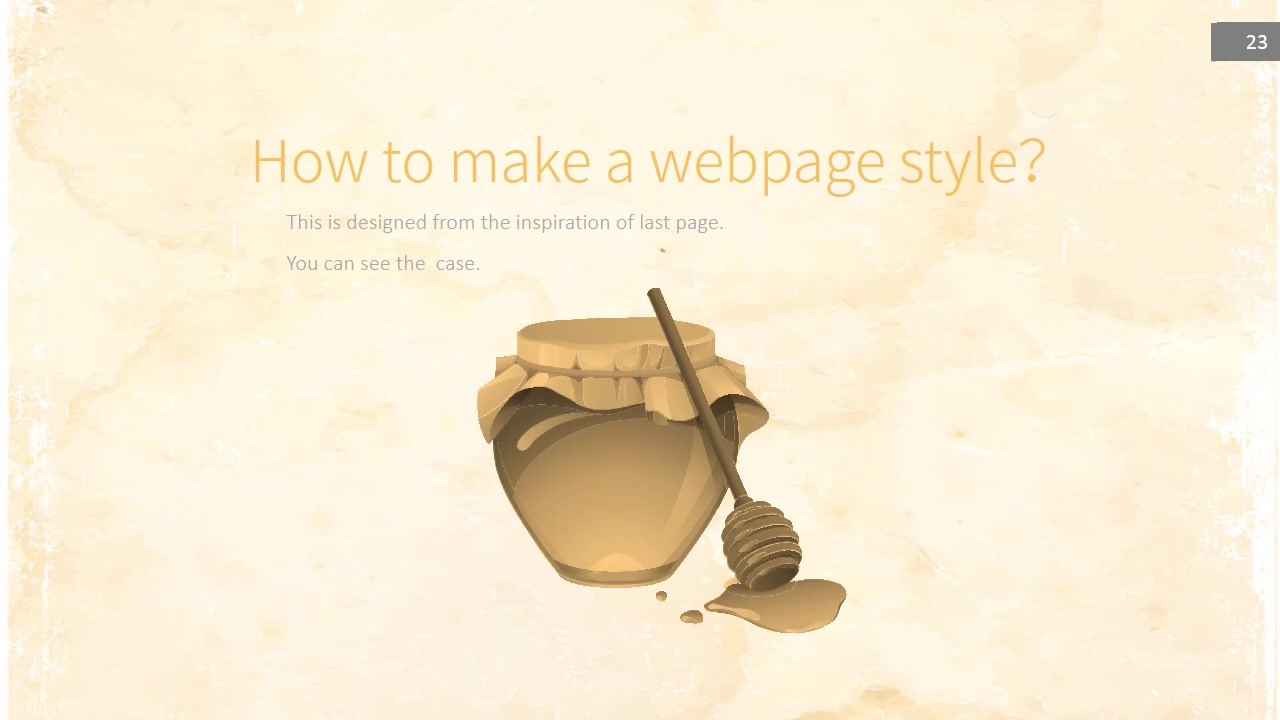 23
How to make a webpage style?
This is designed from the inspiration of last page.
You can see the  case.